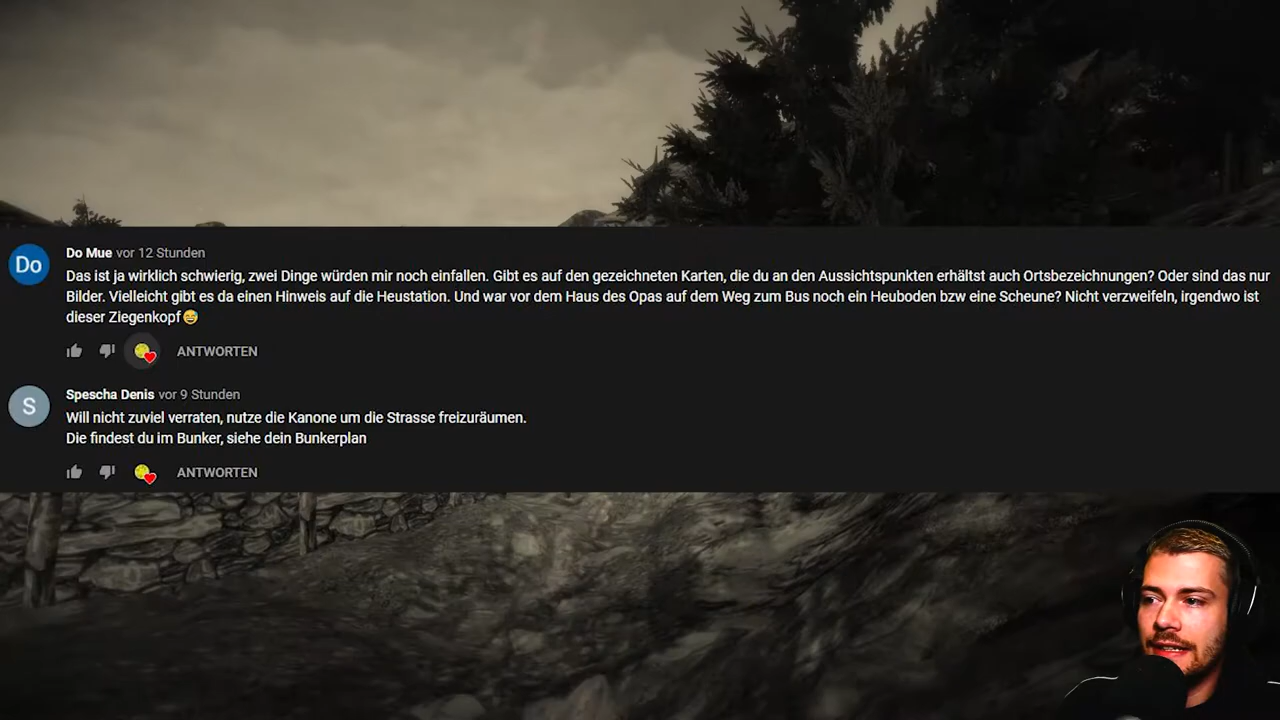 Do
Do Mue vor 12 Stunden
Das ist ja wirklich schwierig, zwei Dinge würden mir noch einfallen. Gibt es auf den gezeichneten Karten, die du an den Aussichtspunkten erhältst auch Ortsbezeichnungen? Oder sind das nur
Bilder. Vielleicht gibt es da einen Hinweis auf die Heustation. Und war vor dem Haus des Opas auf dem Weg zum Bus noch ein Heuboden bzw eine Scheune? Nicht verzweifeln, irgendwo ist
dieser Ziegenkopf😅
ANTWORTEN
S
Spescha Denis vor 9 Stunden
Will nicht zuviel verraten, nutze die Kanone um die Strasse freizuräumen.
Die findest du im Bunker, siehe dein Bunkerplan
ANTWORTEN